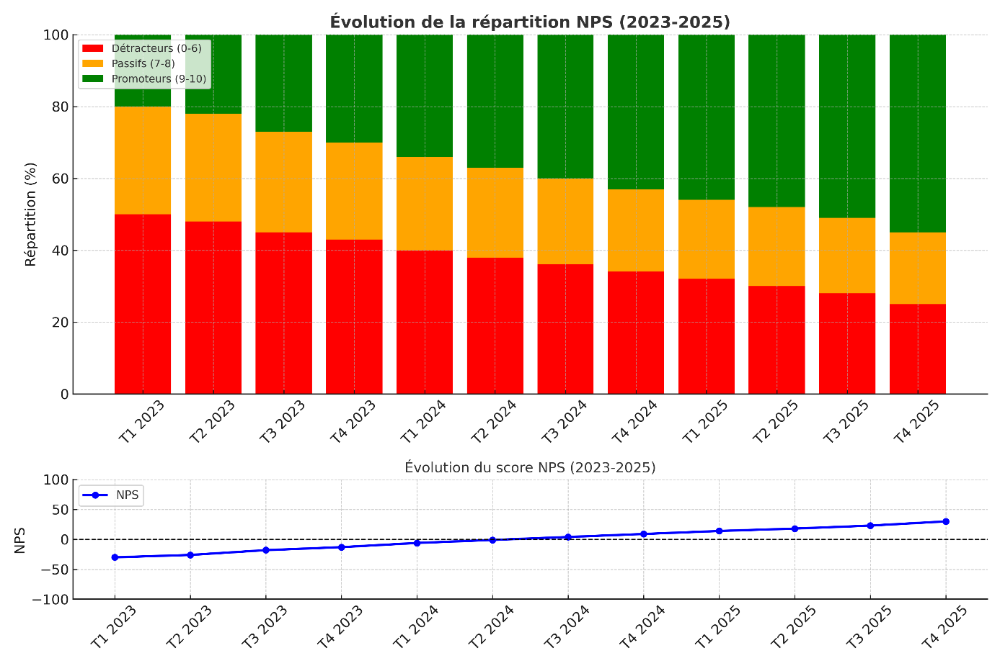 Évolution de la répartition NPS (2023-2025)
Répartition (%)
100
80
60
40
20
0
Détracteurs (0-6)
Passifs (7-8)
Promoteurs (9-10)
T1 2023
T2 2023
T3 2023
T4 2023
T1 2024
T2 2024
T3 2024
T4 2024
T1 2025
T2 2025
T3 2025
T4 2025
Évolution du score NPS (2023-2025)
NPS
100
50
0
−50
−100
NPS
T1 2023
T2 2023
T3 2023
T4 2023
T1 2024
T2 2024
T3 2024
T4 2024
T1 2025
T2 2025
T3 2025
T4 2025